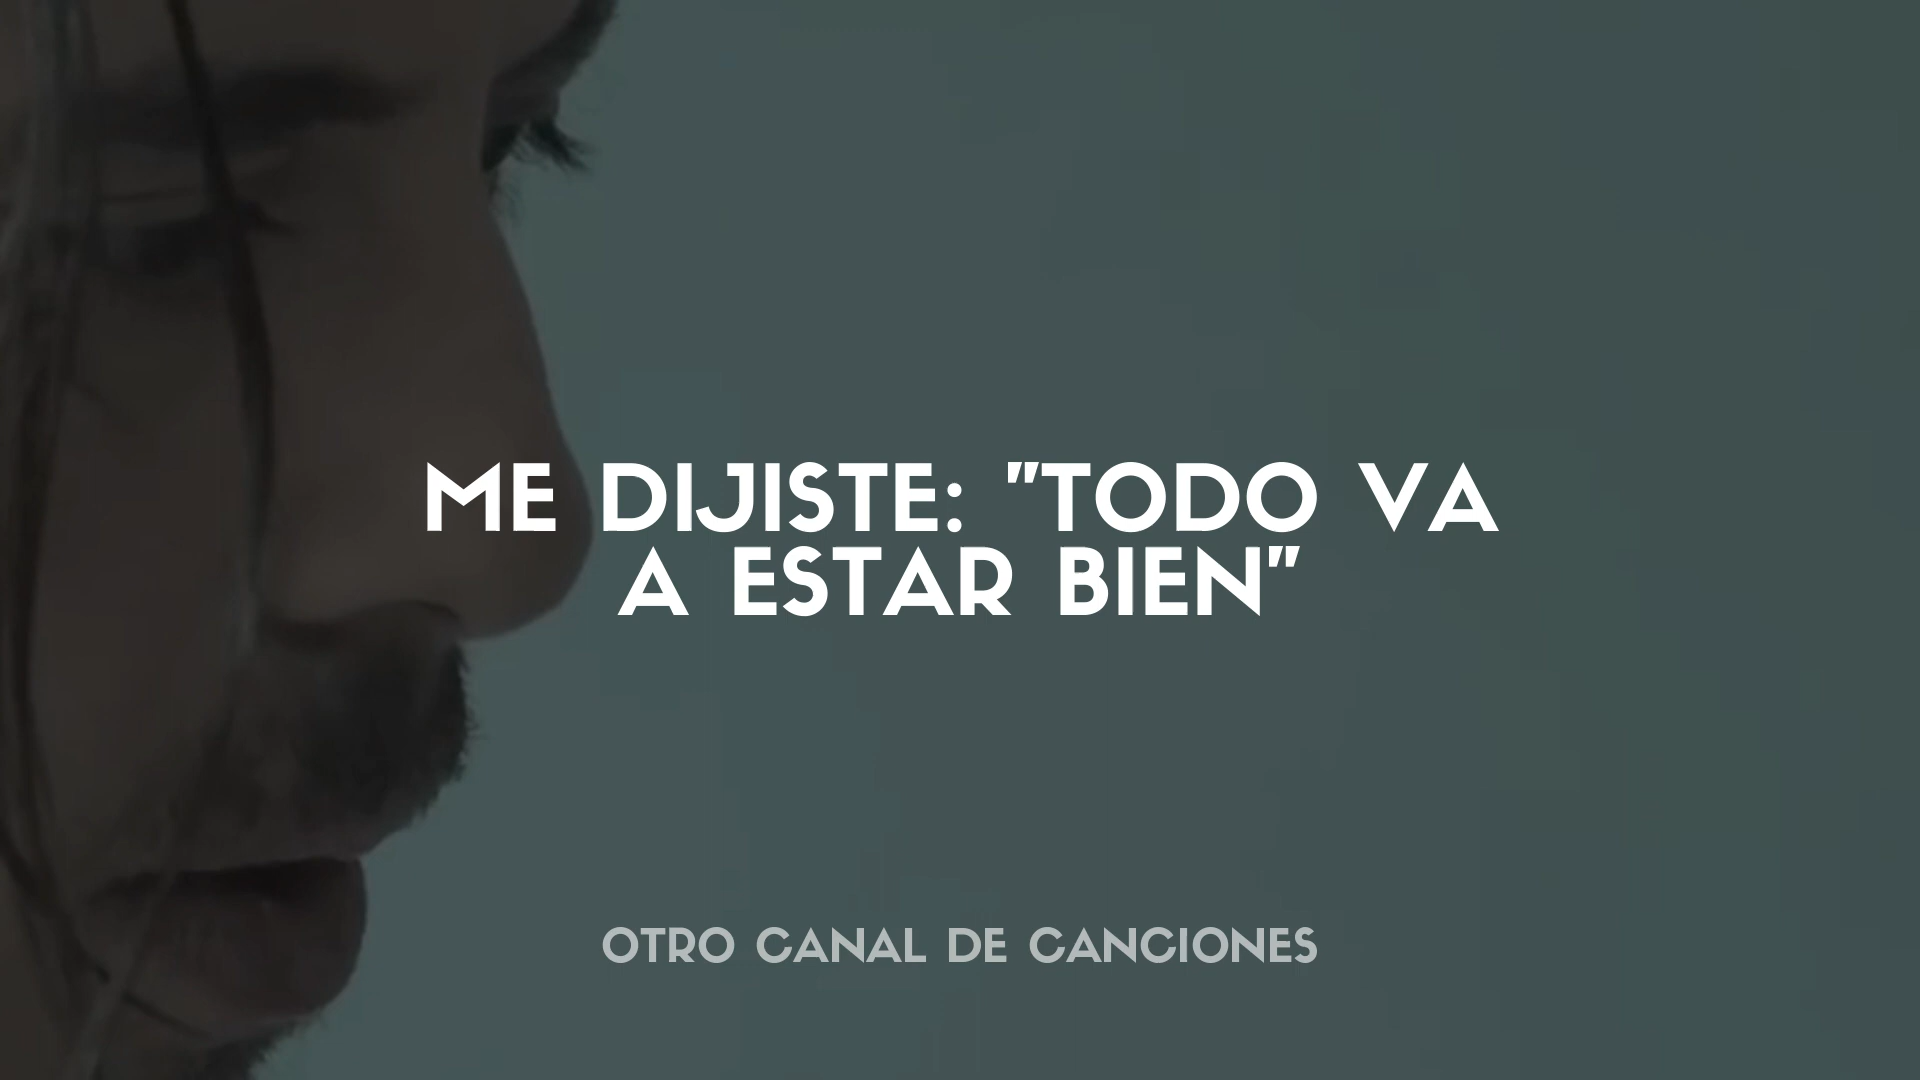 ME DIJISTE: "TODO VA
A ESTAR BIEN"
OTRO CANAL DE CANCIONES